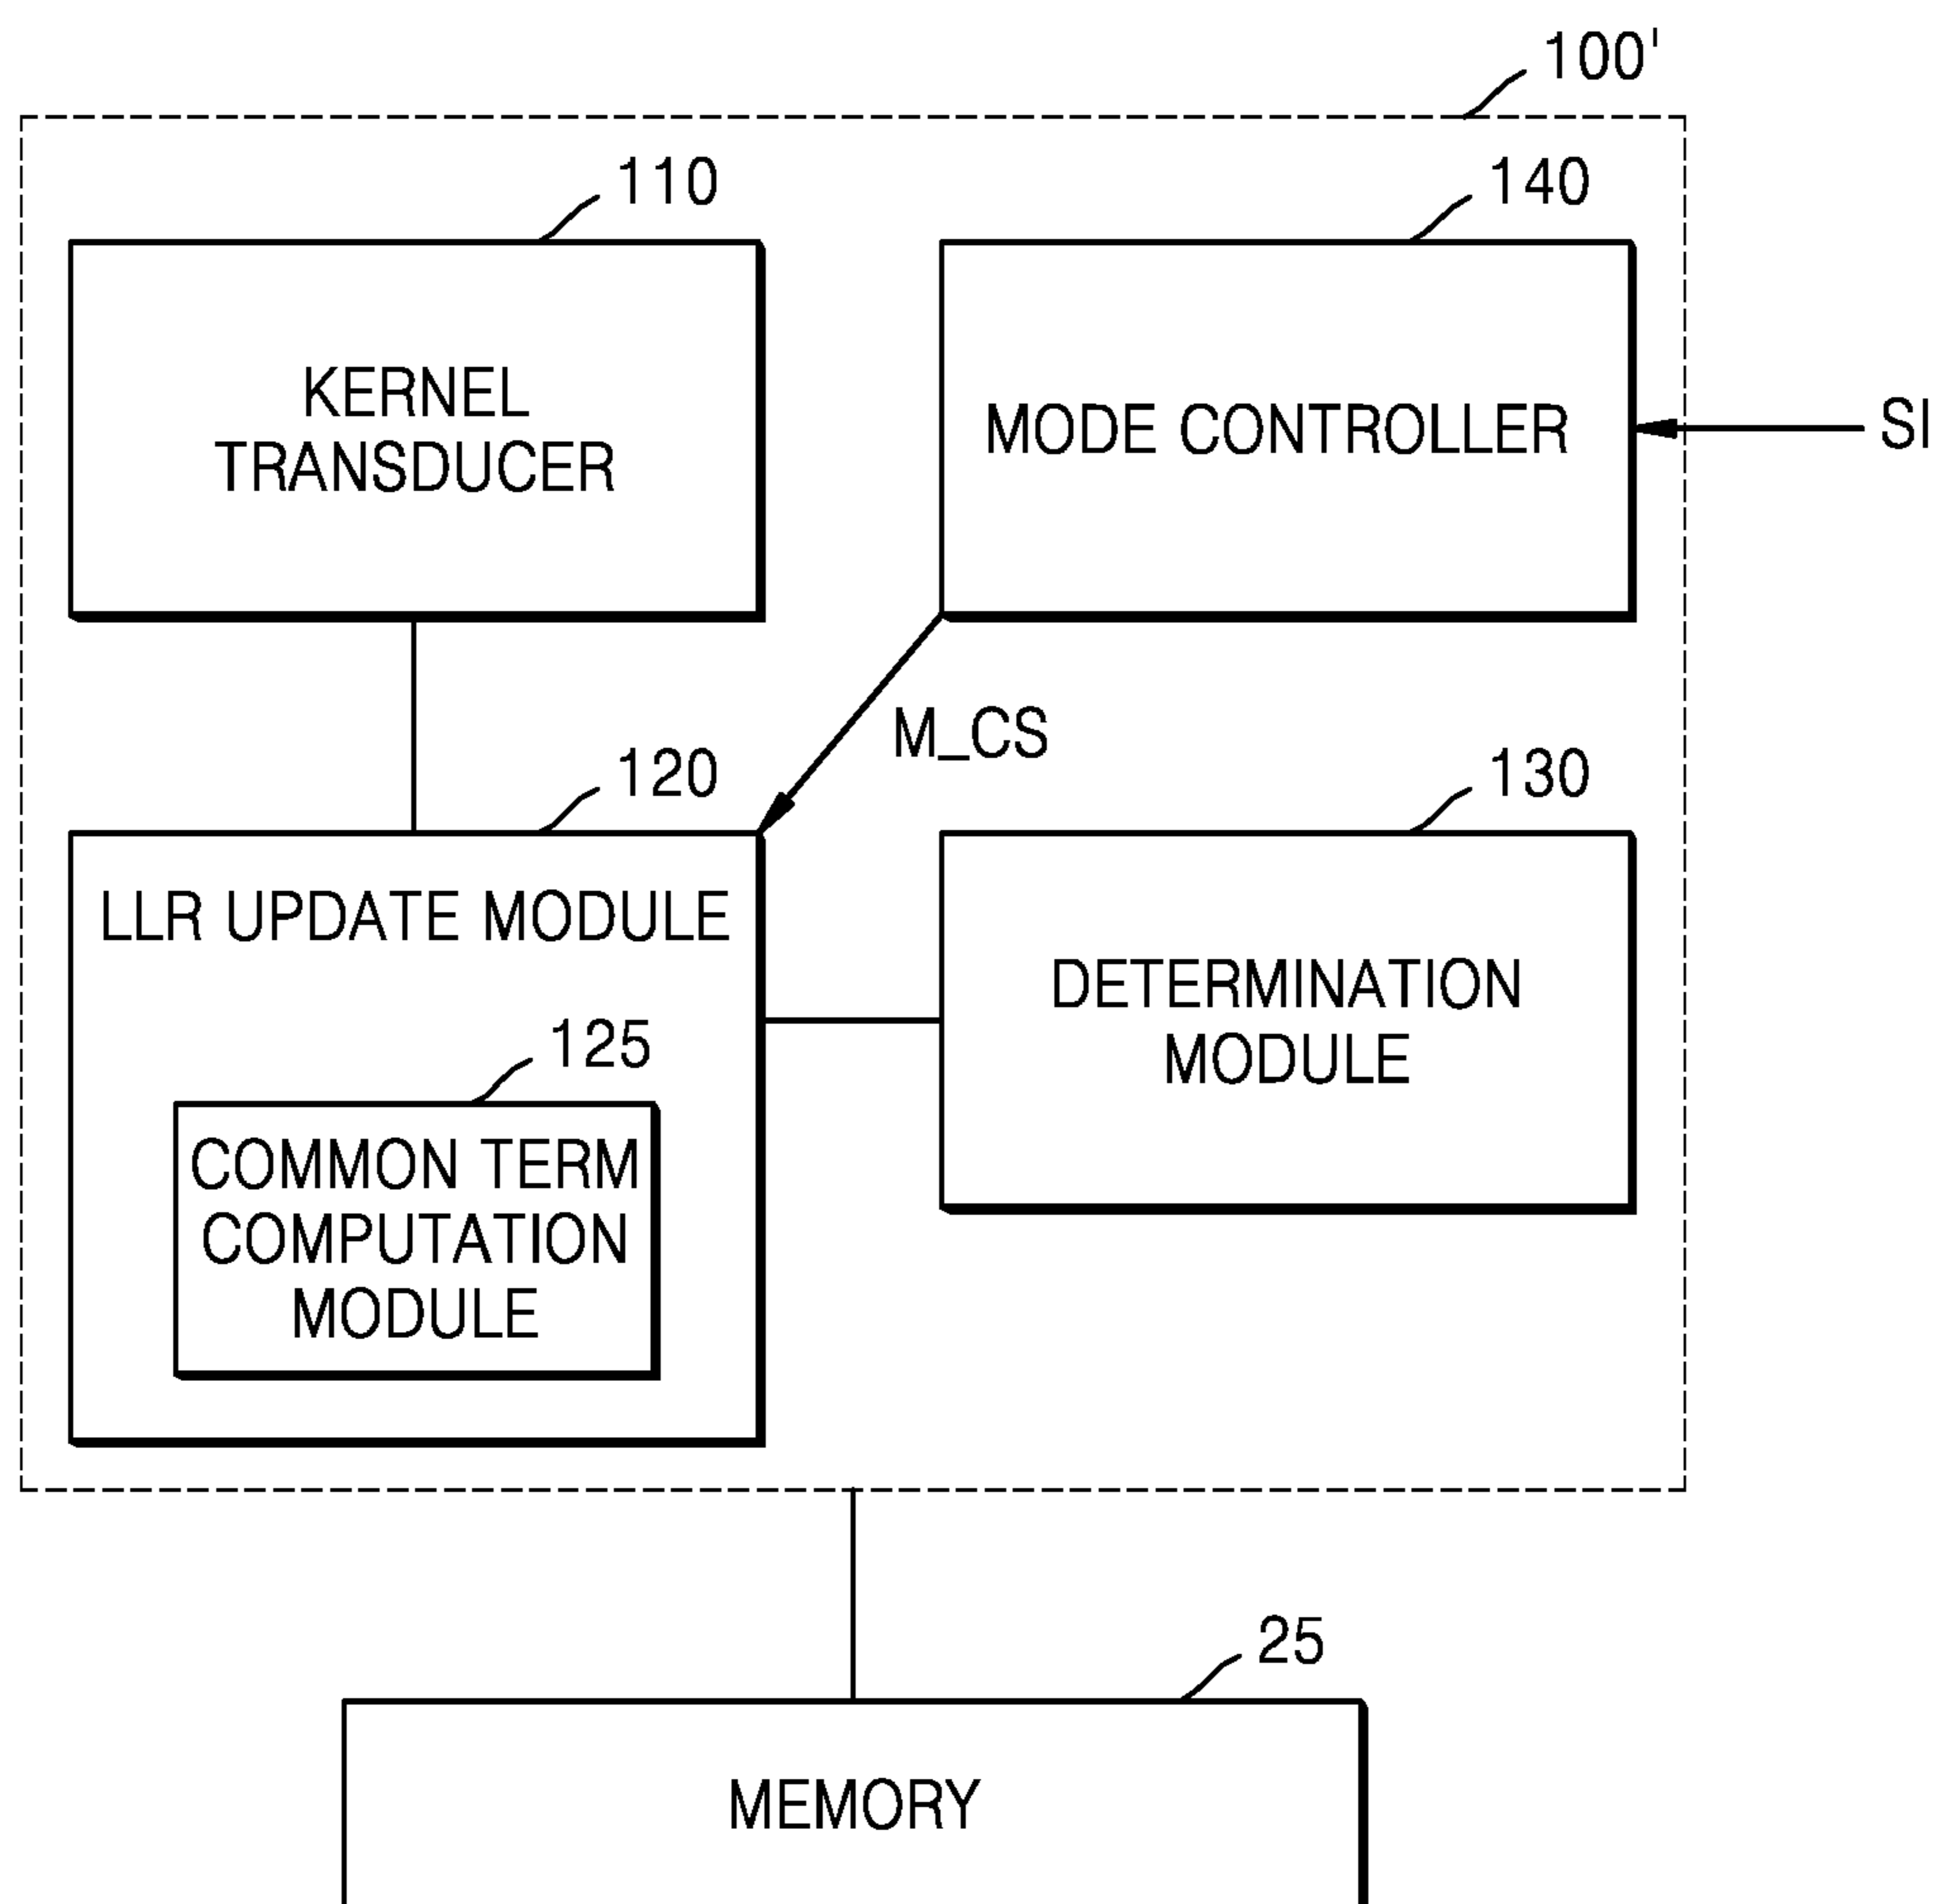 100'
110
140
KERNEL
TRANSDUCER
MODE CONTROLLER
SI
M_CS
120
130
LLR UPDATE MODULE
DETERMINATION
MODULE
125
COMMON TERM
COMPUTATION
MODULE
25
MEMORY